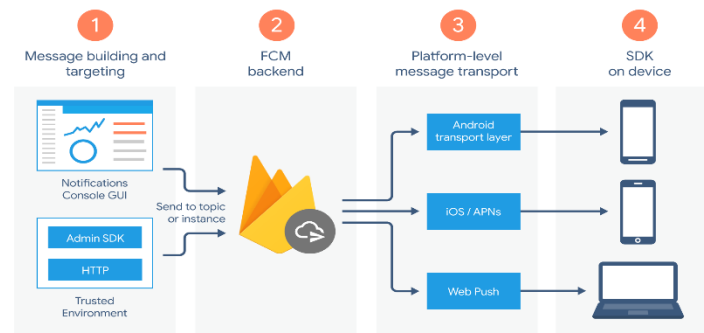 1
Message building and
targeting
2
FCM
backend
3
Platform-level
message transport
4
SDK
on device
Notifications
Console GUI
Admin SDK
HTTP
Trusted
Environment
Send to topic
or instance
Android
transport layer
iOS / APNs
Web Push